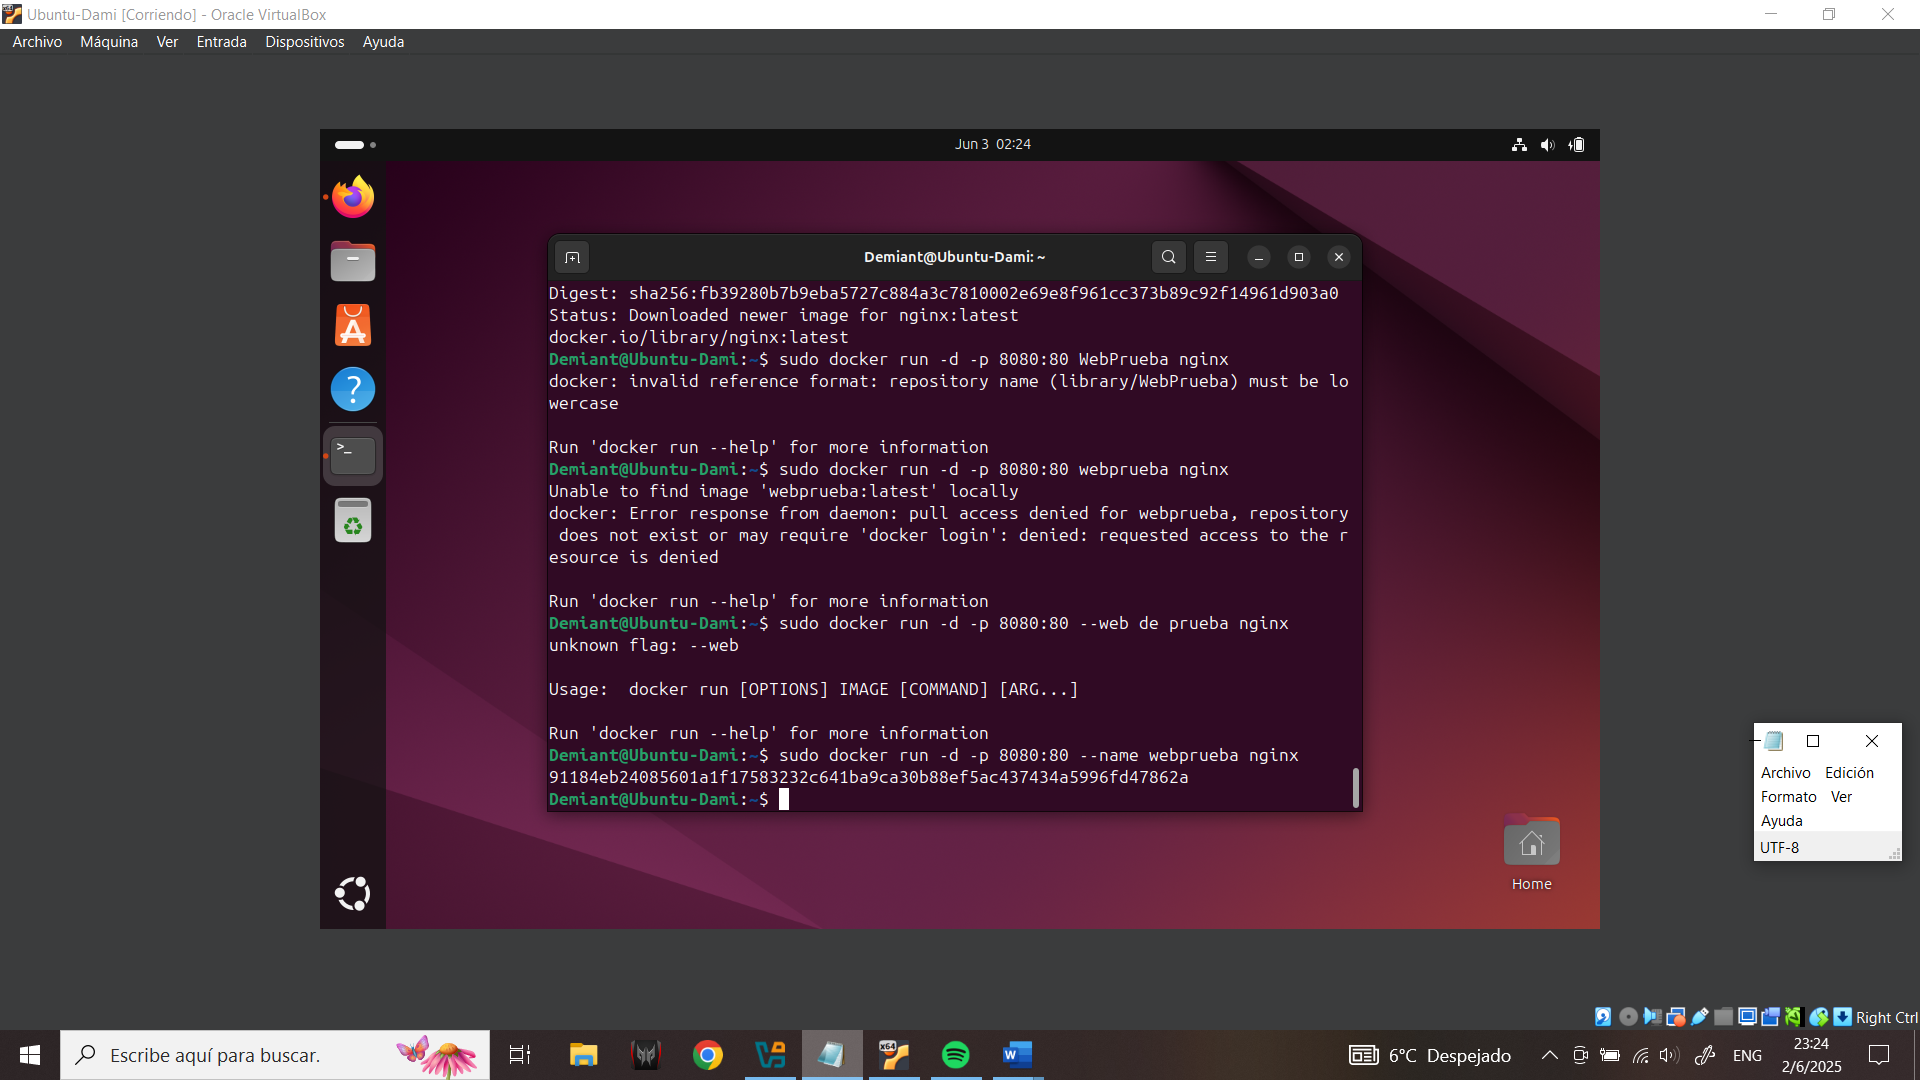 Ubuntu-Dami [Corriendo] - Oracle VirtualBox
Archivo Máquina Ver Entrada Dispositivos Ayuda
Jun 3 02:24
Demiant@Ubuntu-Dami: ~
Digest: sha256:fb39280b7b9eba5727c884a3c7810002e69e8f961cc373b89c92f14961d903a0
Status: Downloaded newer image for nginx:latest
docker.io/library/nginx:latest
Demiant@Ubuntu-Dami:~$ sudo docker run -d -p 8080:80 WebPrueba nginx
docker: invalid reference format: repository name (library/WebPrueba) must be lo
wercase
Run 'docker run --help' for more information
Demiant@Ubuntu-Dami:~$ sudo docker run -d -p 8080:80 webprueba nginx
Unable to find image 'webprueba:latest' locally
docker: Error response from daemon: pull access denied for webprueba, repository
does not exist or may require 'docker login': denied: requested access to the r
esource is denied
Run 'docker run --help' for more information
Demiant@Ubuntu-Dami:~$ sudo docker run -d -p 8080:80 --web de prueba nginx
unknown flag: --web
Usage:  docker run [OPTIONS] IMAGE [COMMAND] [ARG...]
Run 'docker run --help' for more information
Demiant@Ubuntu-Dami:~$ sudo docker run -d -p 8080:80 --name webprueba nginx
91184eb24085601a1f17583232c641ba9ca30b88ef5ac437434a5996fd47862a
Demiant@Ubuntu-Dami:~$
Home
Archivo Edición
Formato Ver
Ayuda
UTF-8
Right Ctrl
Escribe aquí para buscar.
6°C Despejado
ENG
23:24
2/6/2025